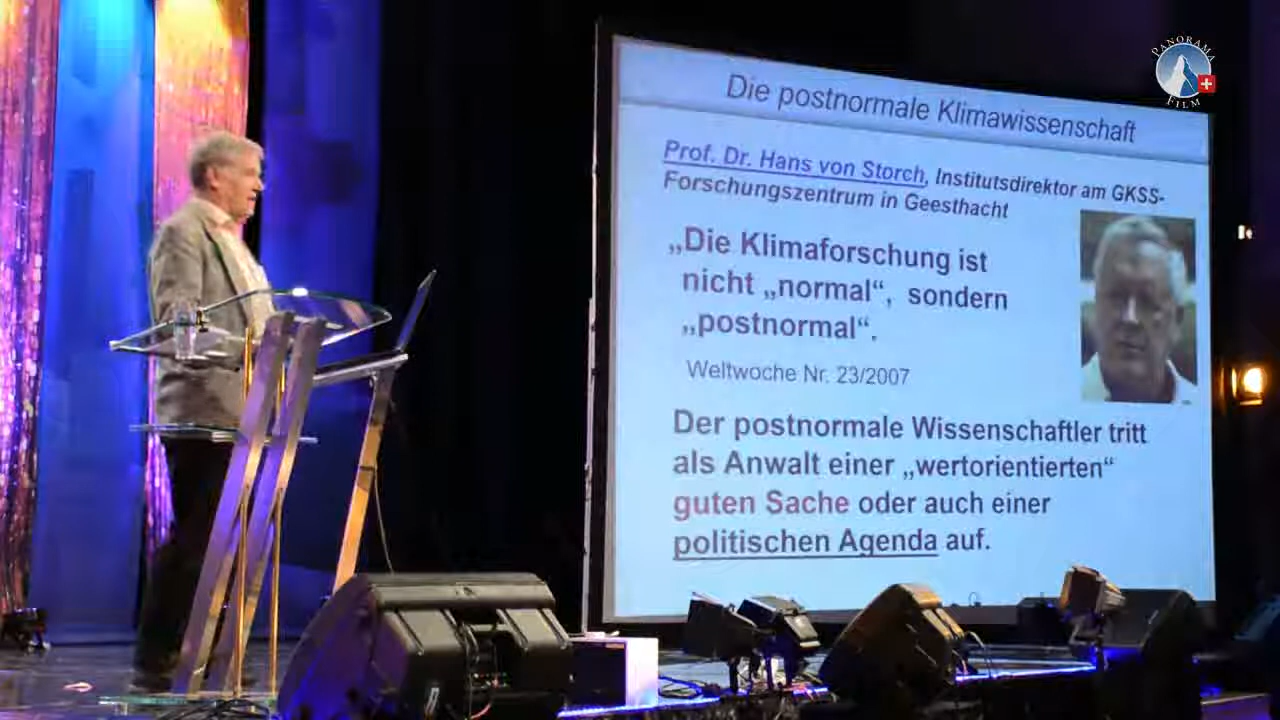 PANORAMA
FILM
Die postnormale Klimawissenschaft
Prof. Dr. Hans von Storch, Institutsdirektor am GKSS-
Forschungszentrum in Geesthacht
„Die Klimaforschung ist
nicht „normal“, sondern
„postnormal“.
Weltwoche Nr. 23/2007
Der postnormale Wissenschaftler tritt
als Anwalt einer „wertorientierten“
guten Sache oder auch einer
politischen Agenda auf.